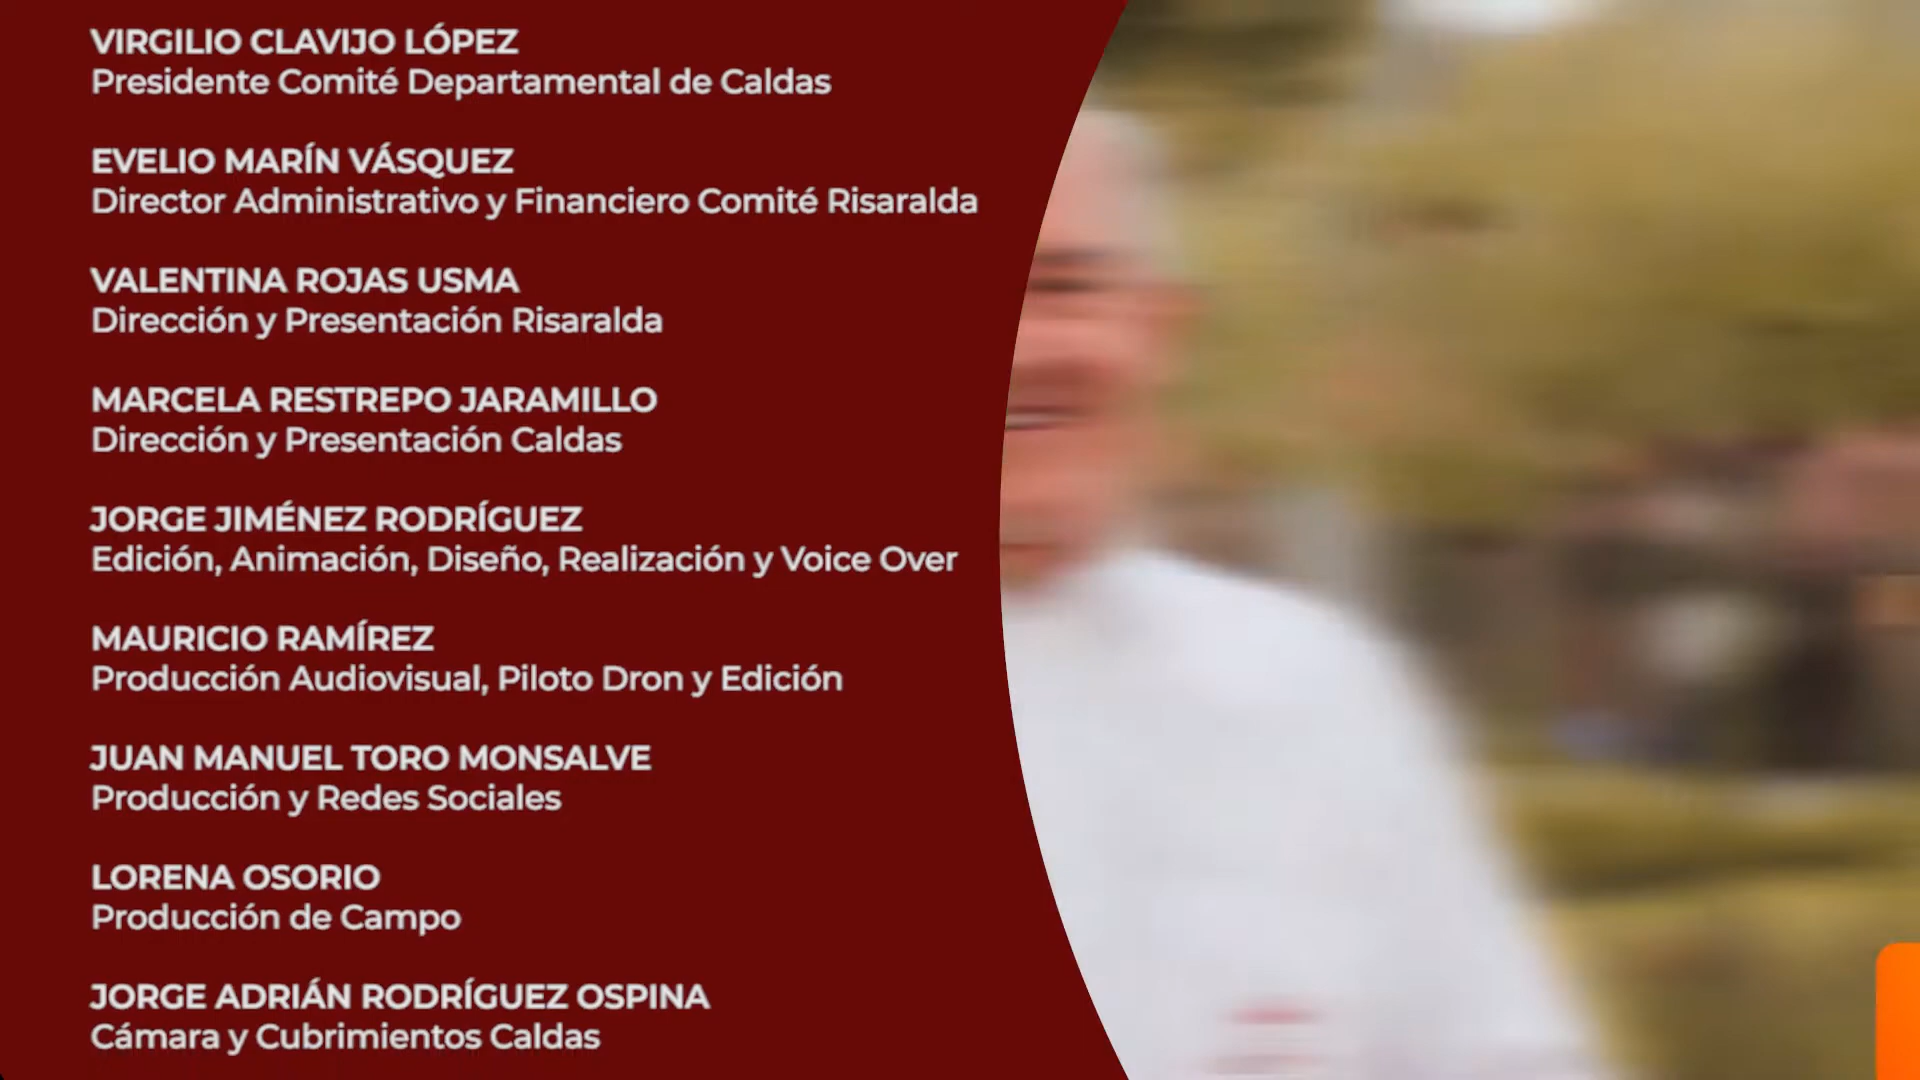 VIRGILIO CLAVIJO LÓPEZ
Presidente Comité Departamental de Caldas
EVELIO MARÍN VÁSQUEZ
Director Administrativo y Financiero Comité Risaralda
VALENTINA ROJAS USMA
Dirección y Presentación Risaralda
MARCELA RESTREPO JARAMILLO
Dirección y Presentación Caldas
JORGE JIMÉNEZ RODRÍGUEZ
Edición, Animación, Diseño, Realización y Voice Over
MAURICIO RAMÍREZ
Producción Audiovisual, Piloto Dron y Edición
JUAN MANUEL TORO MONSALVE
Producción y Redes Sociales
LORENA OSORIO
Producción de Campo
JORGE ADRIÁN RODRÍGUEZ OSPINA
Cámara y Cubrimientos Caldas